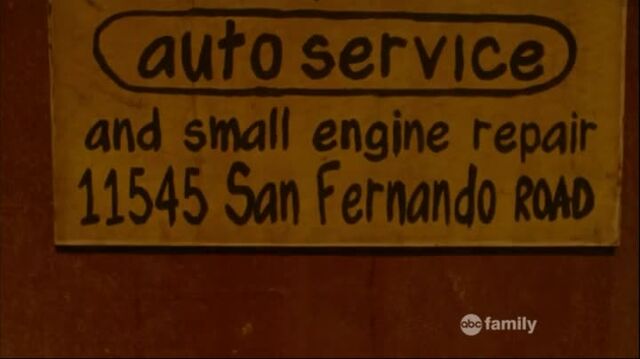 auto service
and small engine repair
11545 San Fernando ROAD
abc family